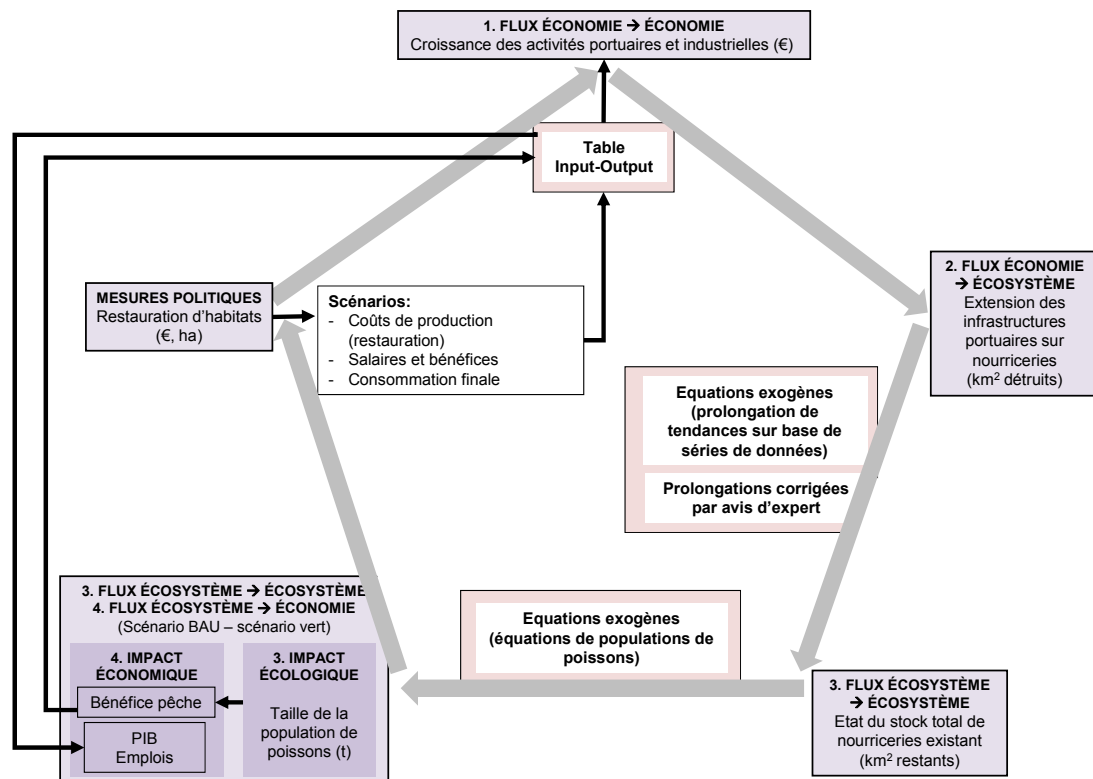 1. FLUX ÉCONOMIE → ÉCONOMIE
Croissance des activités portuaires et industrielles (€)
Table
Input-Output
MESURES POLITIQUES
Restauration d’habitats
(€, ha)
Scénarios:
- Coûts de production
(restauration)
- Salaires et bénéfices
- Consommation finale
2. FLUX ÉCONOMIE
→ ÉCOSYSTÈME
Extension des
infrastructures
portuaires sur
nourriceries
(km² détruits)
Equations exogènes
(prolongation de
tendances sur base de
séries de données)
Prolongations corrigées
par avis d’expert
3. FLUX ÉCOSYSTÈME → ÉCOSYSTÈME
4. FLUX ÉCOSYSTÈME → ÉCONOMIE
(Scénario BAU – scénario vert)
4. IMPACT
ÉCONOMIQUE
Bénéfice pêche
PIB
Emplois
3. IMPACT
ÉCOLOGIQUE
Taille de la
population de
poissons (t)
Equations exogènes
(équations de populations de
poissons)
3. FLUX ÉCOSYSTÈME
→ ÉCOSYSTÈME
Etat du stock total de
nourriceries existant
(km² restants)